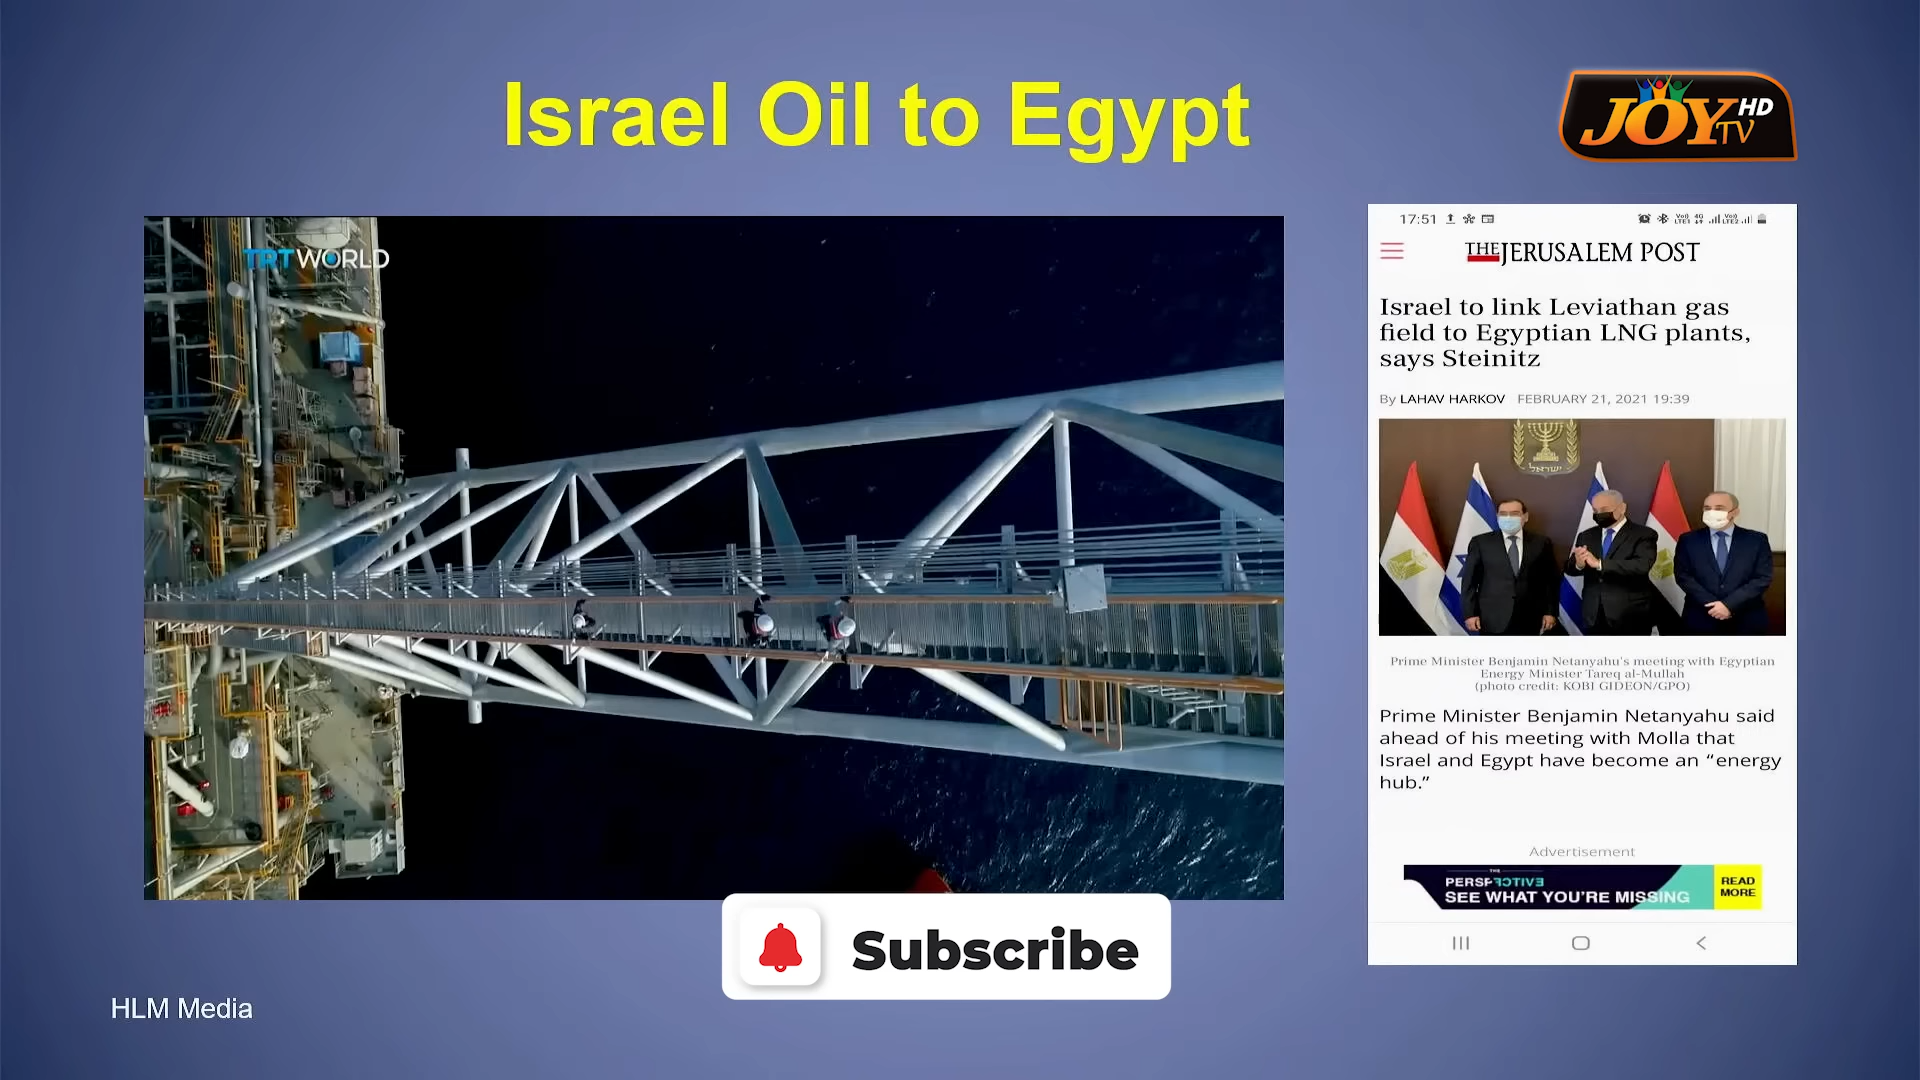 Israel Oil to Egypt
JOY TV HD
TRT WORLD
17:51
THE JERUSALEM POST
Israel to link Leviathan gas
field to Egyptian LNG plants,
says Steinitz
By LAHAV HARKOV FEBRUARY 21, 2021 19:39
ישראל
Prime Minister Benjamin Netanyahu's meeting with Egyptian
Energy Minister Tareq al-Mullah
(photo credit: KOBI GIDEON/GPO)
Prime Minister Benjamin Netanyahu said
ahead of his meeting with Molla that
Israel and Egypt have become an “energy
hub.”
Advertisement
THE
PERSPECTIVE
SEE WHAT YOU'RE MISSING
READ
MORE
Subscribe
HLM Media